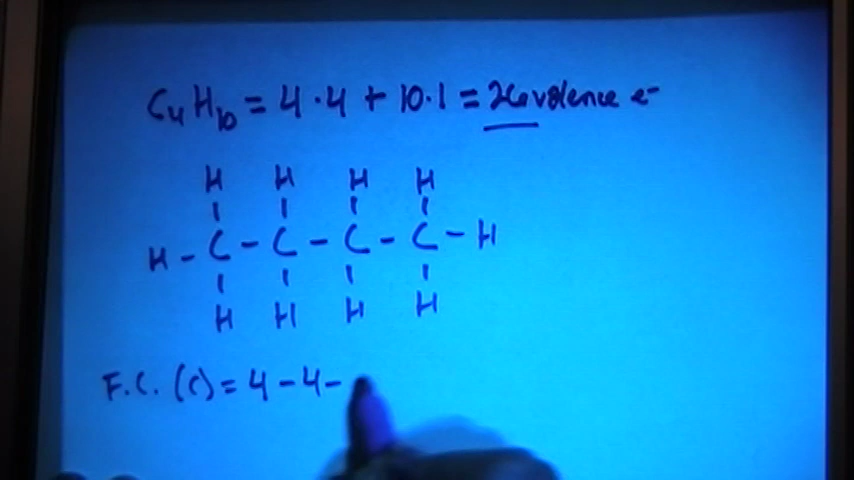 C₄H₁₀ = 4·4 + 10·1 = 26 valence e⁻
H H H H
H - C - C - C - C - H
H H H H
F.C. (C) = 4 - 4 -